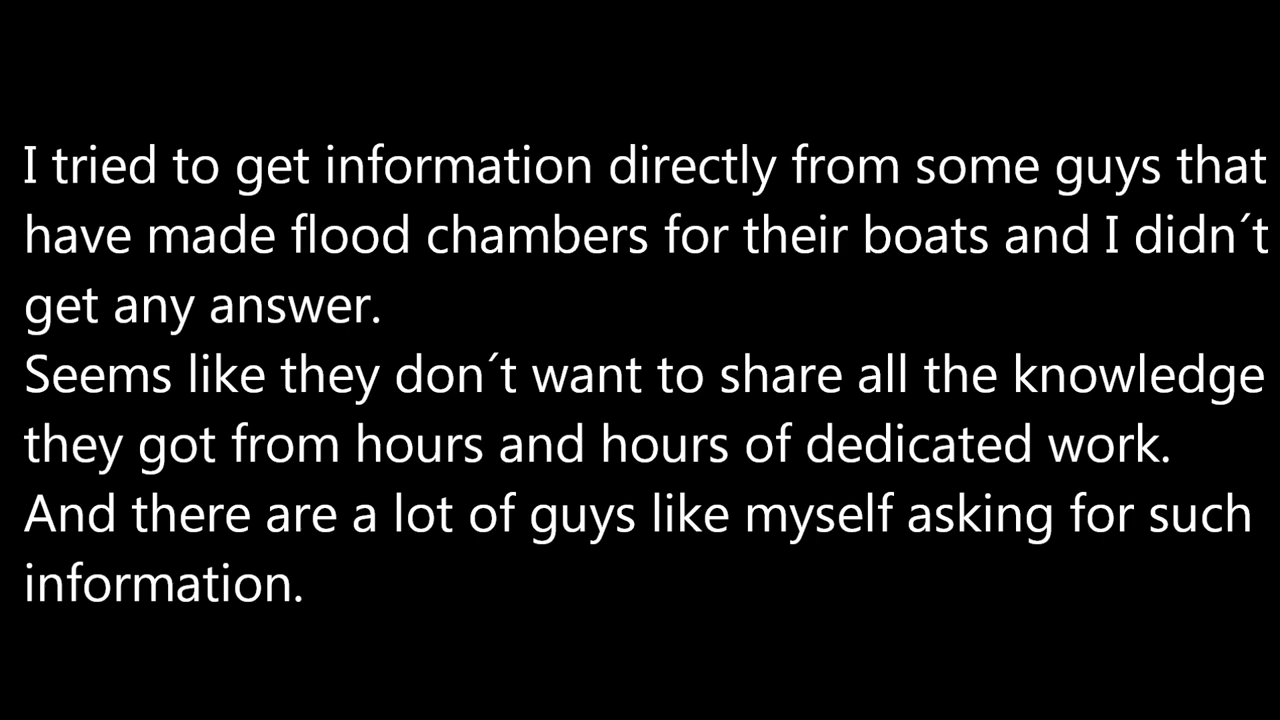 I tried to get information directly from some guys that
have made flood chambers for their boats and I didn´t
get any answer.
Seems like they don´t want to share all the knowledge
they got from hours and hours of dedicated work.
And there are a lot of guys like myself asking for such
information.